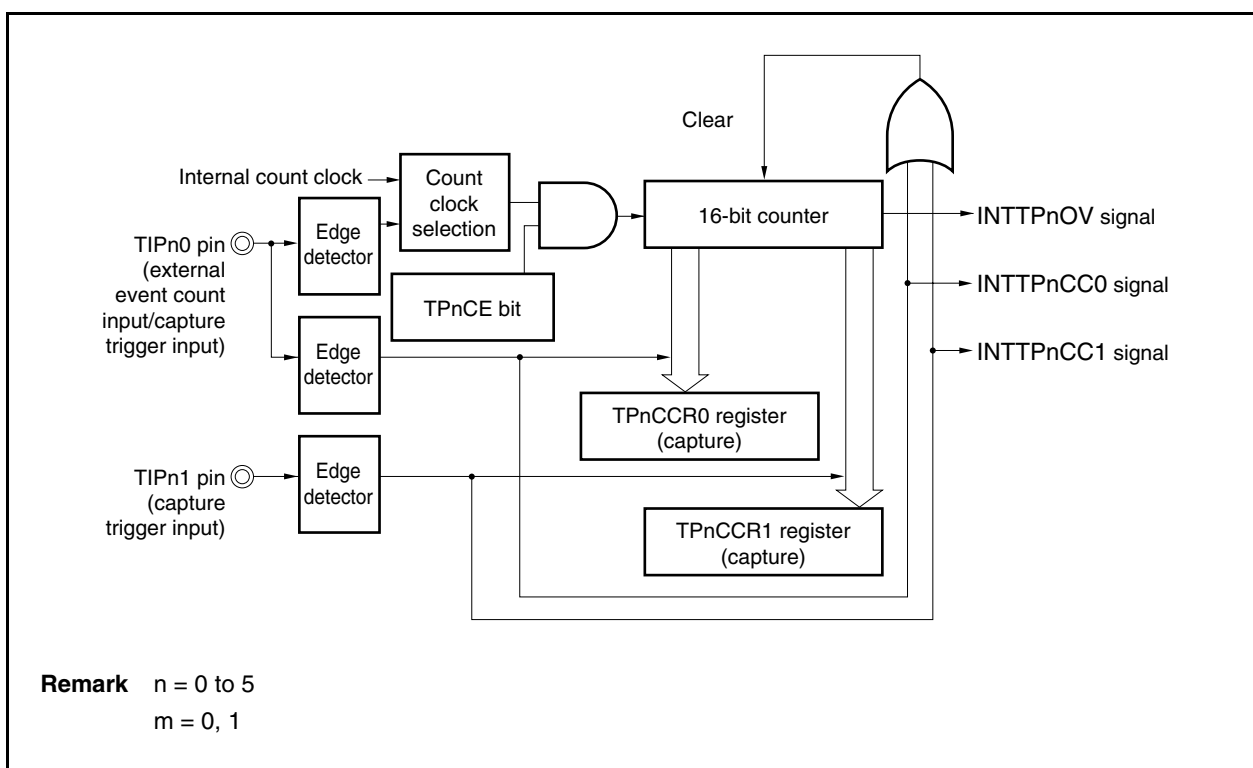 Clear
Internal count clock
Count
clock
selection
16-bit counter
INTTPnOV signal
TIPn0 pin
(external
event count
input/capture
trigger input)
Edge
detector
TPnCE bit
INTTPnCC0 signal
Edge
detector
INTTPnCC1 signal
TPnCCR0 register
(capture)
TIPn1 pin
(capture
trigger input)
Edge
detector
TPnCCR1 register
(capture)
Remark n = 0 to 5
m = 0, 1